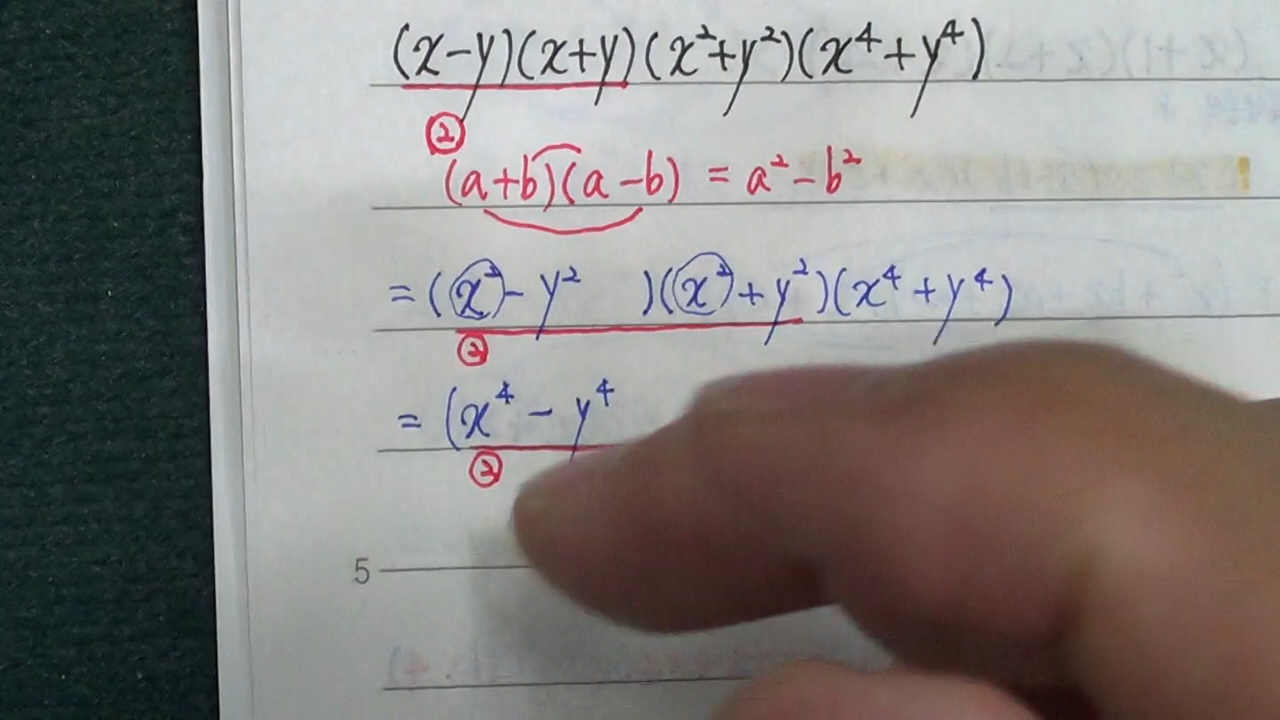 (x-y)(x+y)(x²+y²)(x⁴+y⁴)
②
(a+b)(a-b) = a²-b²
=(x²-y² )(x²+y²)(x⁴+y⁴)
②
=(x⁴-y⁴
②
5